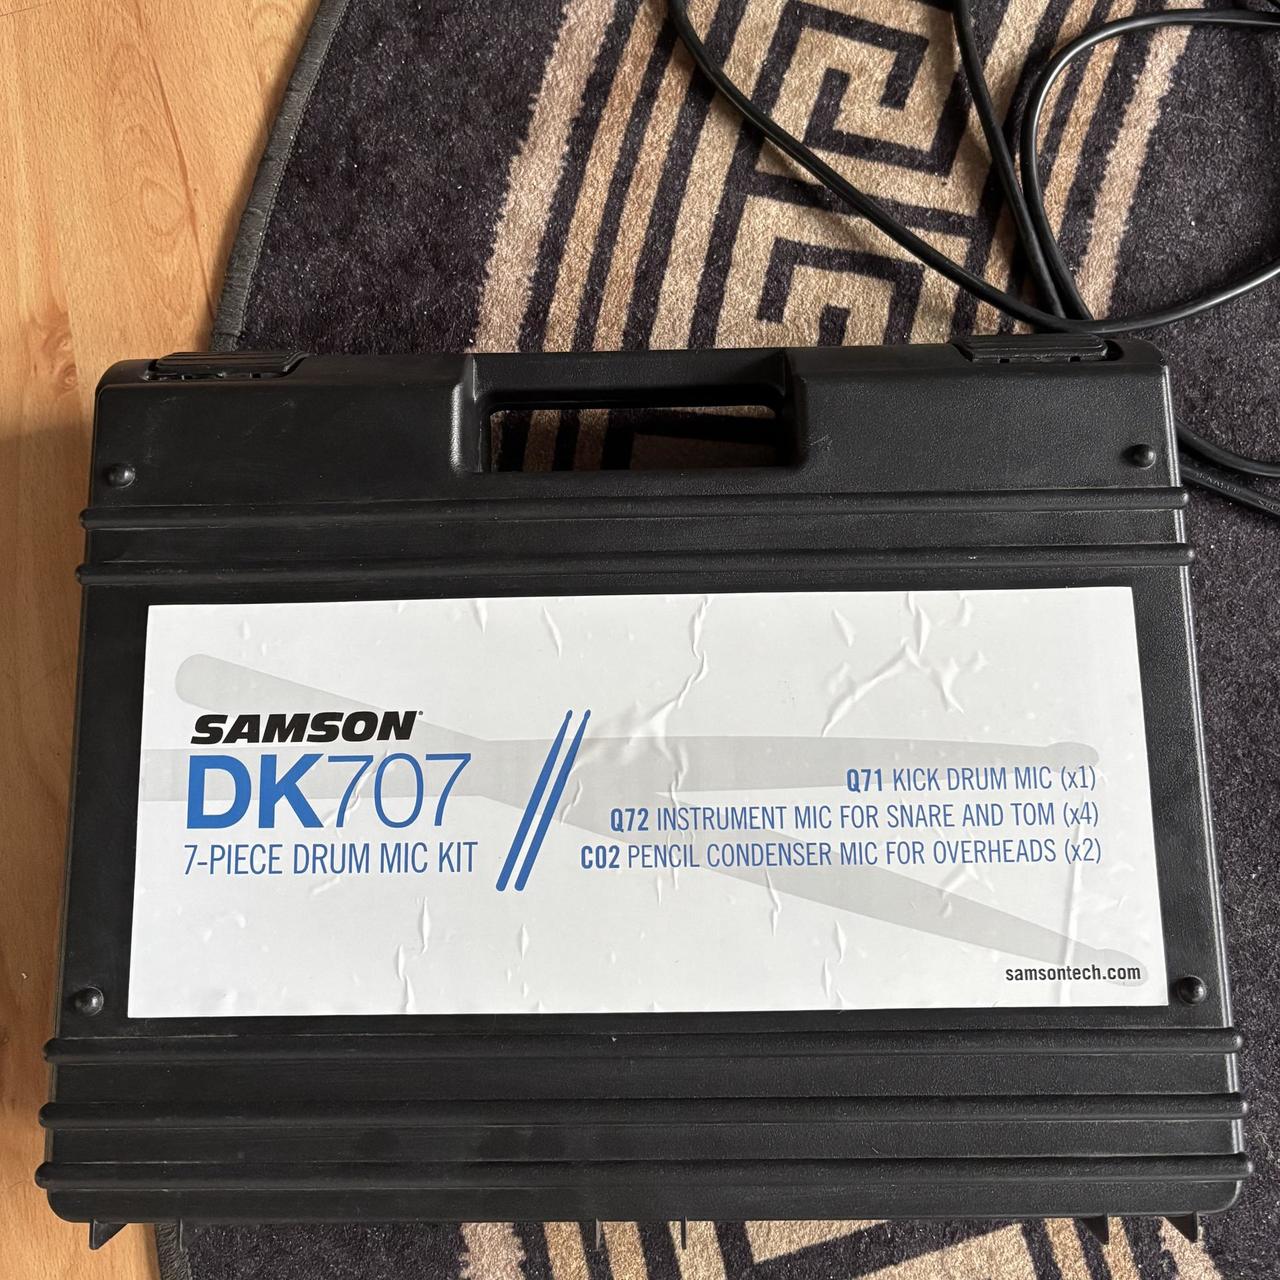 SAMSON
DK707
7-PIECE DRUM MIC KIT
Q71 KICK DRUM MIC (x1)
Q72 INSTRUMENT MIC FOR SNARE AND TOM (x4)
C02 PENCIL CONDENSER MIC FOR OVERHEADS (x2)
samsontech.com